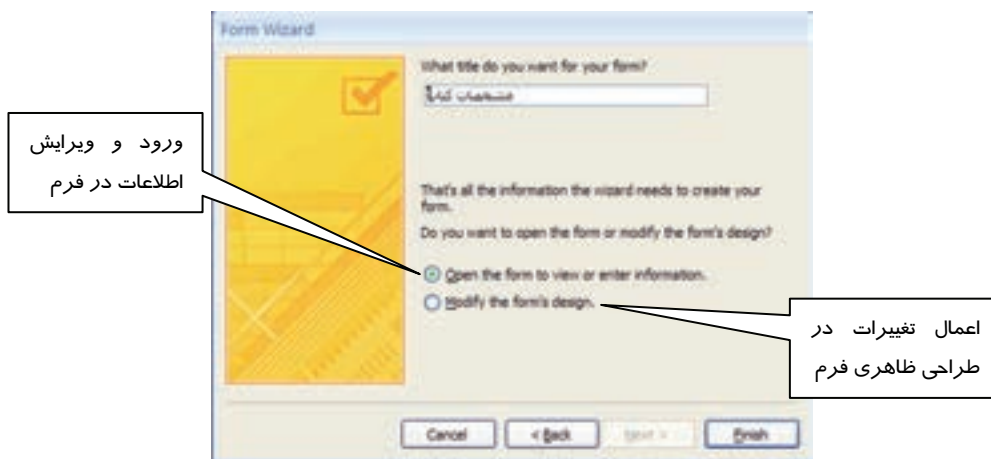 Form Wizard
What title do you want for your form?
مشخصات کتاب
That's all the information the wizard needs to create your
form.
Do you want to open the form or modify the form's design?
Open the form to view or enter information.
Modify the form's design.
ورود و ویرایش
اطلاعات در فرم
اعمال تغییرات در
طراحی ظاهری فرم
Cancel
< Back
Next >
Finish